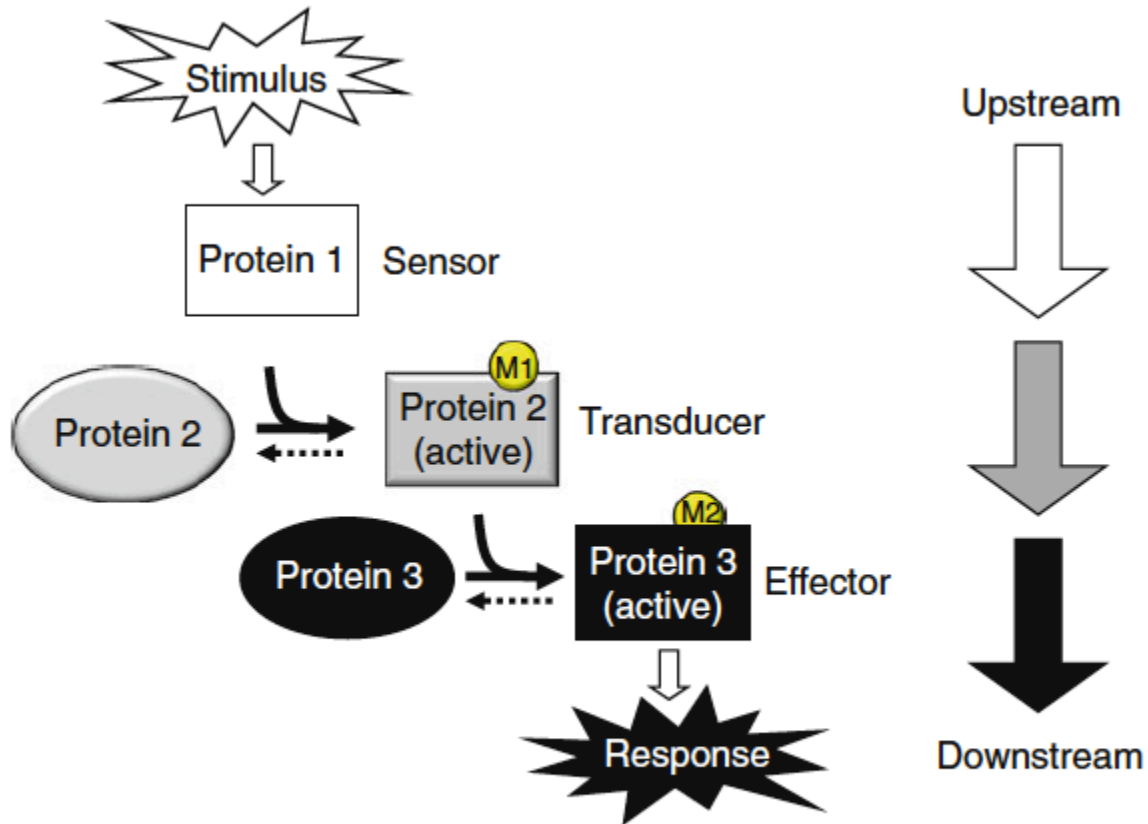 Stimulus
Upstream
Protein 1
Sensor
M1
Protein 2
Protein 2
(active)
Transducer
M2
Protein 3
Protein 3
(active)
Effector
Response
Downstream